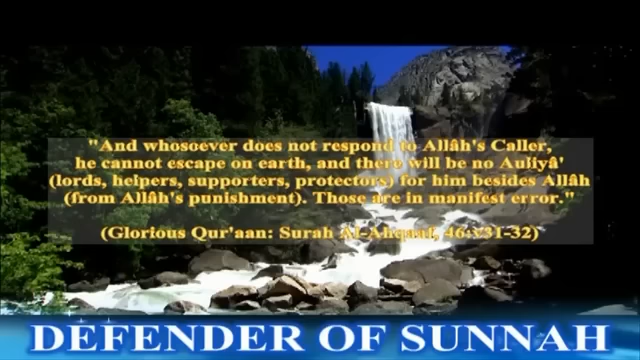 "And whosoever does not respond to Allâh's Caller,
he cannot escape on earth, and there will be no Auliyâ'
(lords, helpers, supporters, protectors) for him besides Allâh
(from Allâh's punishment). Those are in manifest error."
(Glorious Qur'aan: Surah Al-Ahqaaf, 46:31-32)
DEFENDER OF SUNNAH